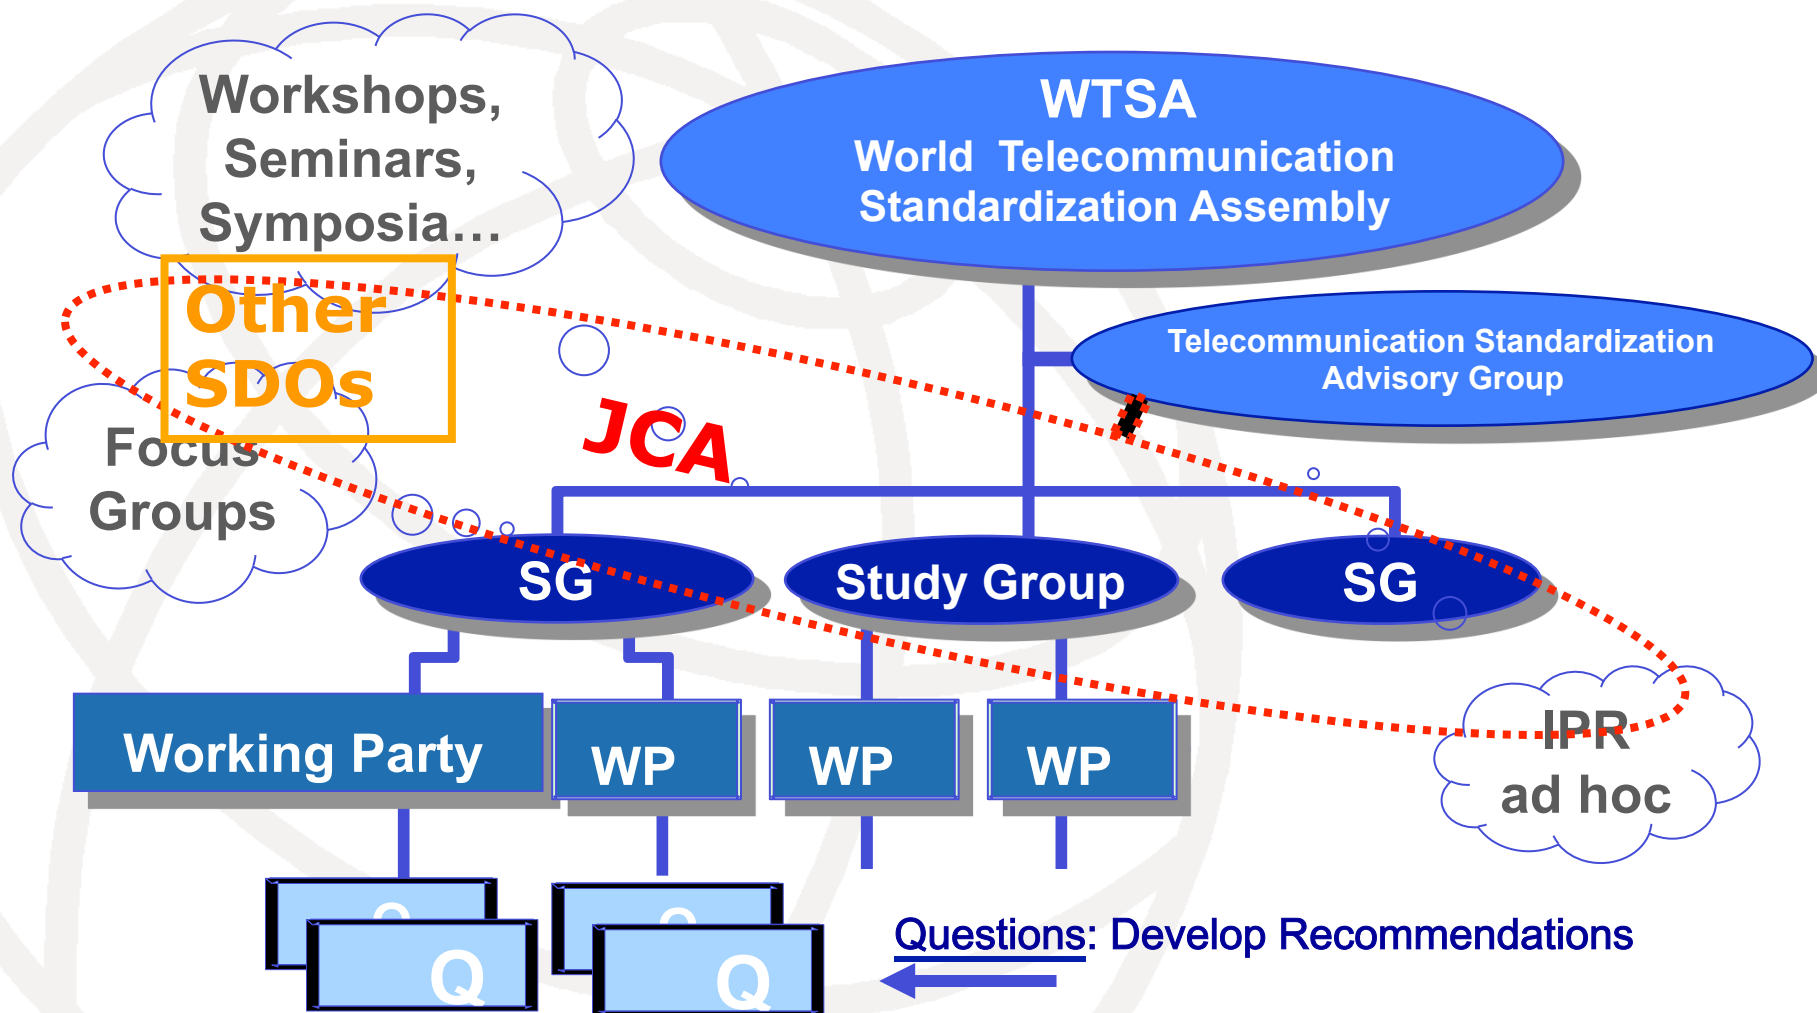 Workshops,
Seminars,
Symposia...
WTSA
World Telecommunication
Standardization Assembly
Other
SDOs
Telecommunication Standardization
Advisory Group
JCA
Focus
Groups
SG
Study Group
SG
Working Party
WP
WP
WP
IPR
ad hoc
Q
Q
Q
Q
Questions: Develop Recommendations